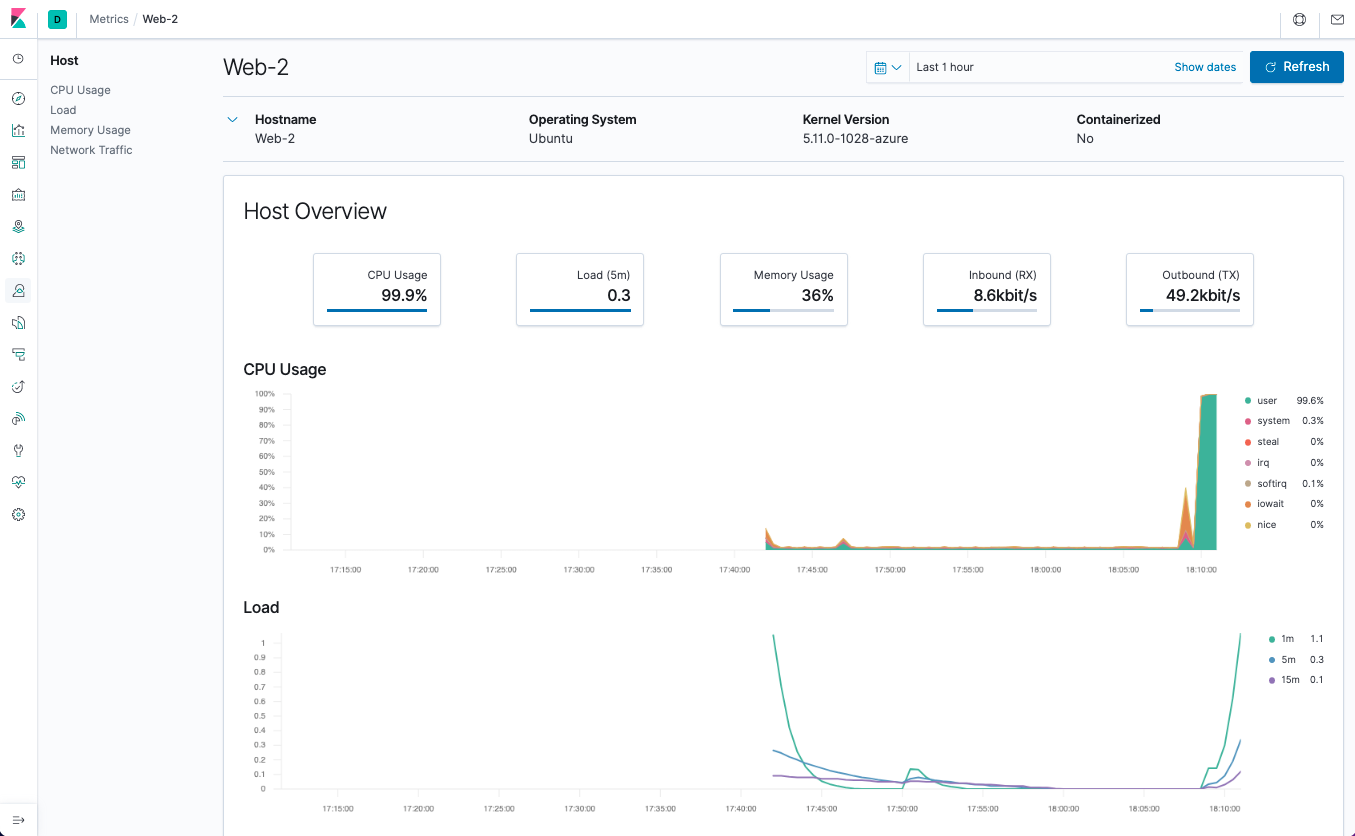 D Metrics / Web-2
Host
CPU Usage
Load
Memory Usage
Network Traffic
Web-2
Last 1 hour Show dates Refresh
Hostname Operating System Kernel Version Containerized
Web-2 Ubuntu 5.11.0-1028-azure No
Host Overview
CPU Usage Load (5m) Memory Usage Inbound (RX) Outbound (TX)
99.9% 0.3 36% 8.6kbit/s 49.2kbit/s
CPU Usage
100%
90%
80%
70%
60%
50%
40%
30%
20%
10%
0%
17:15:00 17:20:00 17:25:00 17:30:00 17:35:00 17:40:00 17:45:00 17:50:00 17:55:00 18:00:00 18:05:00 18:10:00
user 99.6%
system 0.3%
steal 0%
irq 0%
softirq 0.1%
iowait 0%
nice 0%
Load
1
0.9
0.8
0.7
0.6
0.5
0.4
0.3
0.2
0.1
0
17:15:00 17:20:00 17:25:00 17:30:00 17:35:00 17:40:00 17:45:00 17:50:00 17:55:00 18:00:00 18:05:00 18:10:00
1m 1.1
5m 0.3
15m 0.1